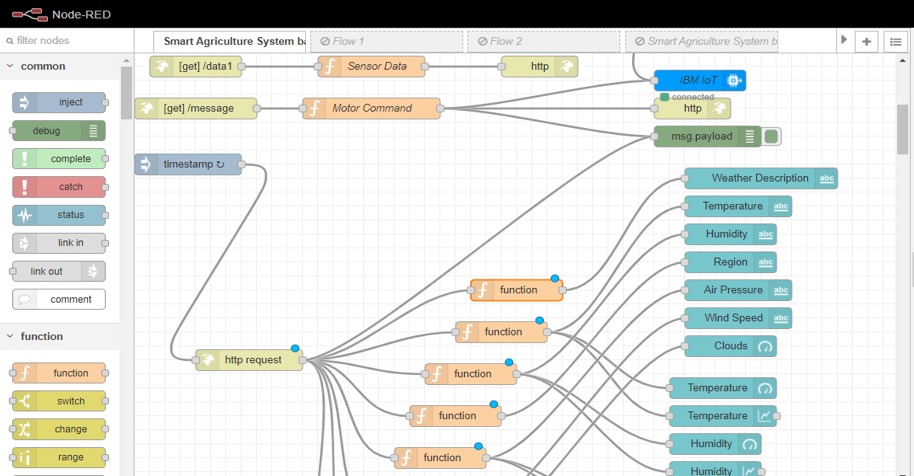 Node-RED
filter nodes
Smart Agriculture System ba
Flow 1
Flow 2
Smart Agriculture System b
common
inject
debug
complete
catch
status
link in
link out
comment
function
function
switch
change
range
[get] /data1
Sensor Data
http
IBM IoT
connected
[get] /message
Motor Command
http
msg.payload
timestamp ↻
Weather Description
abc
Temperature
abc
Humidity
abc
Region
abc
function
Air Pressure
abc
Wind Speed
abc
function
Clouds
http request
function
Temperature
function
Temperature
function
Humidity
Humidity